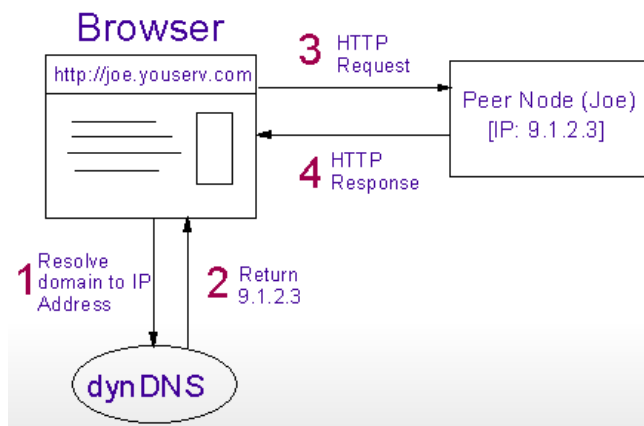 Browser
http://joe.youserv.com
3 HTTP
Request
Peer Node (Joe)
[IP: 9.1.2.3]
4 HTTP
Response
1 Resolve
domain to IP
Address
2 Return
9.1.2.3
dynDNS